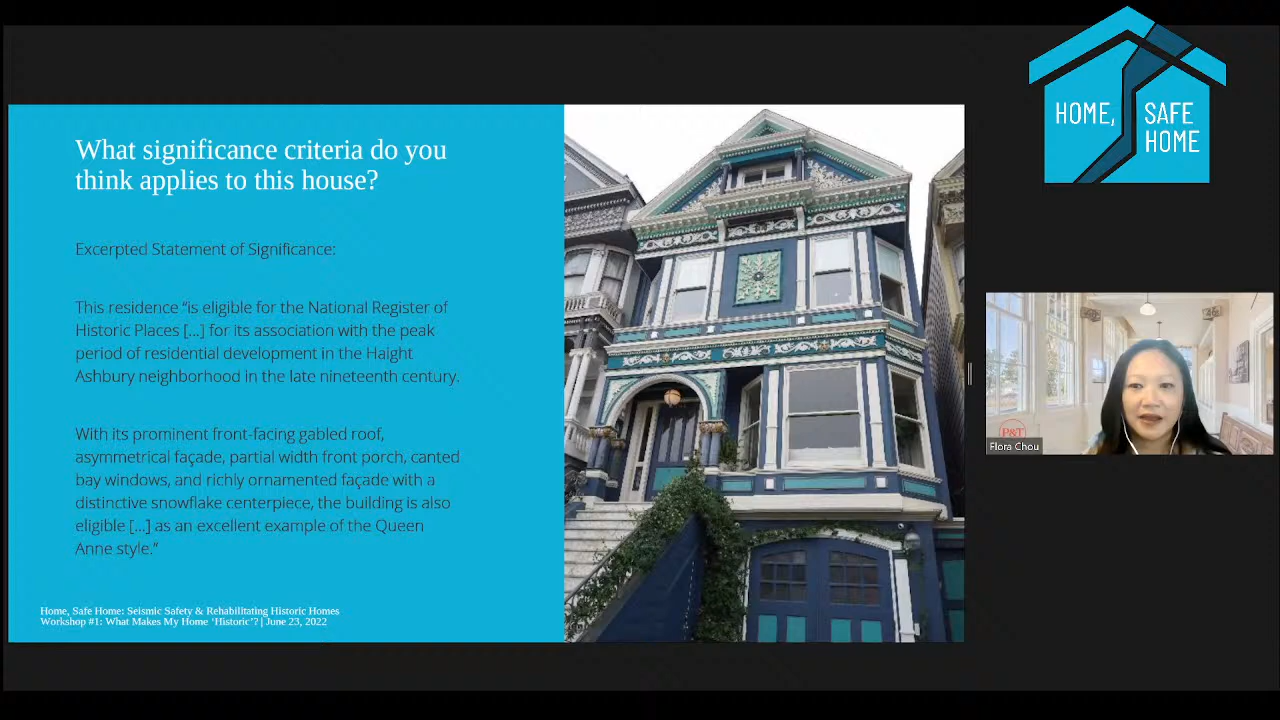 What significance criteria do you
think applies to this house?
Excerpted Statement of Significance:
This residence “is eligible for the National Register of
Historic Places [...] for its association with the peak
period of residential development in the Haight
Ashbury neighborhood in the late nineteenth century.
With its prominent front-facing gabled roof,
asymmetrical façade, partial width front porch, canted
bay windows, and richly ornamented façade with a
distinctive snowflake centerpiece, the building is also
eligible [...] as an excellent example of the Queen
Anne style.”
Home, Safe Home: Seismic Safety & Rehabilitating Historic Homes
Workshop #1: What Makes My Home ‘Historic’? | June 23, 2022
HOME,
SAFE
HOME
P&T
Flora Chou